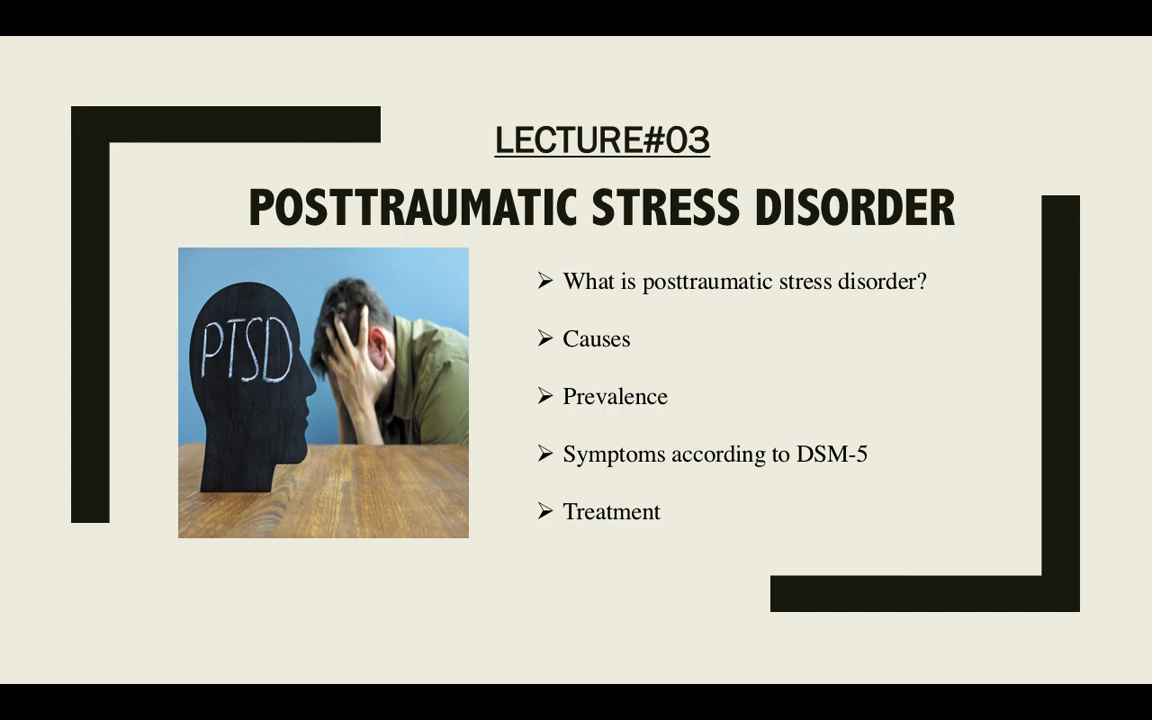 LECTURE#03
POSTTRAUMATIC STRESS DISORDER
PTSD
➢ What is posttraumatic stress disorder?
➢ Causes
➢ Prevalence
➢ Symptoms according to DSM-5
➢ Treatment